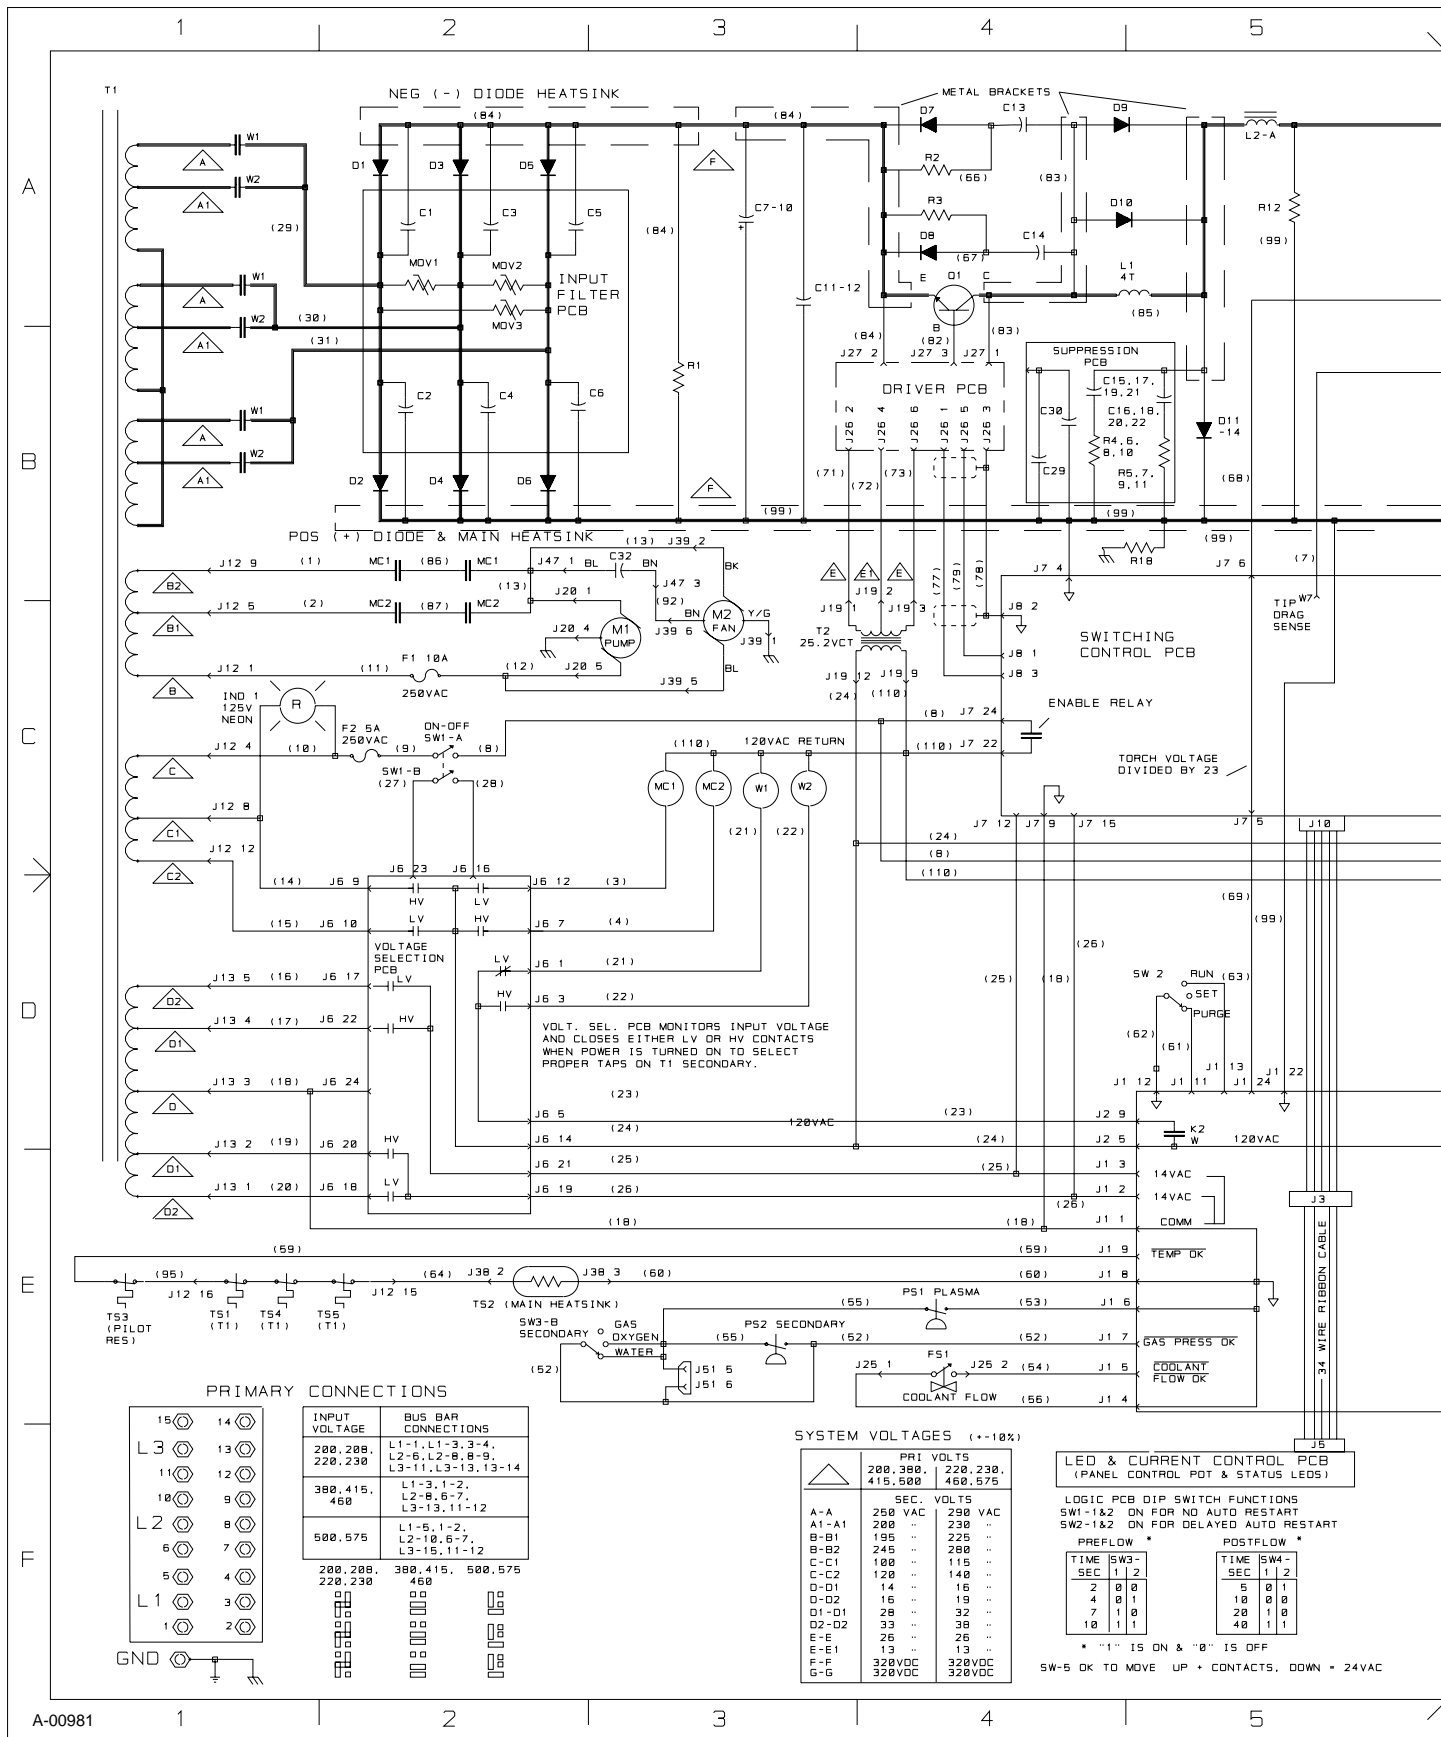 1 2 3 4 5
T1
NEG (-) DIODE HEATSINK
(84)
(84)
METAL BRACKETS
D7
C13
D9
L2-A
W1
A
W2
A1
(29)
D1
D3
D5
C1
C3
C5
F
(84)
C7-10
+
R2
(66)
(83)
R3
D8
(67)
C14
D10
R12
(99)
A
MOV1
MOV2
MOV3
INPUT
FILTER
PCB
C11-12
E
Q1
C
B
L1
4T
(85)
W1
A
W2
A1
(30)
(31)
(84)
(82)
(83)
J27 2
J27 3
J27 1
DRIVER PCB
J26 2
J26 4
J26 6
J26 1
J26 5
J26 3
SUPPRESSION
PCB
C15,17,
19,21
C30
C16,18,
20,22
R4,6,
8,10
C29
R5,7,
9,11
D11
-14
W1
A
W2
A1
C2
C4
C6
R1
B
D2
D4
D6
F
(71)
(72)
(73)
(68)
(99)
(99)
(99)
POS (+) DIODE & MAIN HEATSINK
R18
(7)
J12 9
(1)
MC1
(86)
MC1
J47 1
C32
(13)
J39 2
BL
BN
BK
B2
(13)
J20 1
J47 3
(92)
E
E1
E
J19 2
J19 1
J19 3
(77)
(79)
(78)
J7 4
J7 6
J12 5
(2)
MC2
(87)
MC2
B1
J20 4
M1
PUMP
BN
J39 6
M2
FAN
Y/G
J39 1
T2
25.2VCT
J8 2
J8 1
J8 3
SWITCHING
CONTROL PCB
TIP
DRAG
SENSE
W7
J12 1
(11)
F1 10A
250VAC
(12)
J20 5
J39 5
BL
J19 12
J19 9
(24)
(110)
B
IND 1
125V
NEON
R
F2 5A
250VAC
ON-OFF
SW1-A
(8)
J7 24
ENABLE RELAY
C
J12 4
(10)
(9)
(8)
SW1-B
(27)
(28)
(110)
120VAC RETURN
(110)
J7 22
TORCH VOLTAGE
DIVIDED BY 23
C
MC1
MC2
W1
W2
J12 8
C1
(21)
(22)
J7 12
J7 9
J7 15
J7 5
J10
J12 12
C2
(24)
(8)
(110)
J6 23
J6 16
(14)
J6 9
HV
LV
J6 12
(3)
(15)
J6 10
LV
HV
J6 7
(4)
(69)
(99)
VOLTAGE
SELECTION
PCB
LV
J6 1
(21)
(26)
J13 5
(16)
J6 17
LV
D2
HV
J6 3
(22)
(25)
(18)
SW 2
RUN
(63)
SET
PURGE
D
J13 4
(17)
J6 22
HV
D1
VOLT. SEL. PCB MONITORS INPUT VOLTAGE
AND CLOSES EITHER LV OR HV CONTACTS
WHEN POWER IS TURNED ON TO SELECT
PROPER TAPS ON T1 SECONDARY.
(62)
(61)
J1 12
J1 11
J1 13
J1 24
J1 22
J13 3
(18)
J6 24
D
(23)
J6 5
120VAC
(23)
J2 9
(24)
K2
W
120VAC
J13 2
(19)
J6 20
HV
D1
J6 14
(24)
J2 5
J6 21
(25)
(25)
J1 3
14VAC
J13 1
(20)
J6 18
LV
D2
J6 19
(26)
(26)
J1 2
14VAC
J3
(18)
(18)
J1 1
COMM
(59)
(59)
J1 9
TEMP OK
E
(95)
J12 16
J12 15
(64)
J38 2
J38 3
(60)
(60)
J1 8
TS3
(PILOT
RES)
TS1
(T1)
TS4
(T1)
TS5
(T1)
TS2 (MAIN HEATSINK)
(55)
PS1 PLASMA
(53)
J1 6
SW3-B
SECONDARY
GAS
OXYGEN
WATER
(55)
PS2 SECONDARY
(52)
(52)
J1 7
GAS PRESS OK
(52)
J51 5
J51 6
J25 1
FS1
J25 2
(54)
J1 5
COOLANT
FLOW OK
COOLANT FLOW
(56)
J1 4
34 WIRE RIBBON CABLE
J5
PRIMARY CONNECTIONS
15 14
L3 13
11 12
10 9
L2 8
6 7
5 4
L1 3
1 2
GND
INPUT
VOLTAGE
BUS BAR
CONNECTIONS
200,208,
220,230
L1-1,L1-3,3-4,
L2-6,L2-8,8-9,
L3-11,L3-13,13-14
380,415,
460
L1-3,1-2,
L2-8,6-7,
L3-13,11-12
500,575
L1-5,1-2,
L2-10,6-7,
L3-15,11-12
200,208,
220,230
380,415,
460
500,575
F
SYSTEM VOLTAGES (+-10%)
PRI VOLTS
200,380,
415,500
220,230,
460,575
SEC. VOLTS
A-A 250 VAC 290 VAC
A1-A1 200 " 230 "
B-B1 195 " 225 "
B-B2 245 " 280 "
C-C1 100 " 115 "
C-C2 120 " 140 "
D-D1 14 " 16 "
D-D2 16 " 19 "
D1-D1 28 " 32 "
D2-D2 33 " 38 "
E-E 26 " 26 "
E-E1 13 " 13 "
F-F 320VDC 320VDC
G-G 320VDC 320VDC
LED & CURRENT CONTROL PCB
(PANEL CONTROL POT & STATUS LEDS)
LOGIC PCB DIP SWITCH FUNCTIONS
SW1-1&2 ON FOR NO AUTO RESTART
SW2-1&2 ON FOR DELAYED AUTO RESTART
PREFLOW *
TIME SW3-
SEC 1 2
2 0 0
4 0 1
7 1 0
10 1 1
POSTFLOW *
TIME SW4-
SEC 1 2
5 0 1
10 0 0
20 1 0
40 1 1
* "1" IS ON & "0" IS OFF
SW-5 OK TO MOVE UP + CONTACTS, DOWN = 24VAC
A-00981
1 2 3 4 5